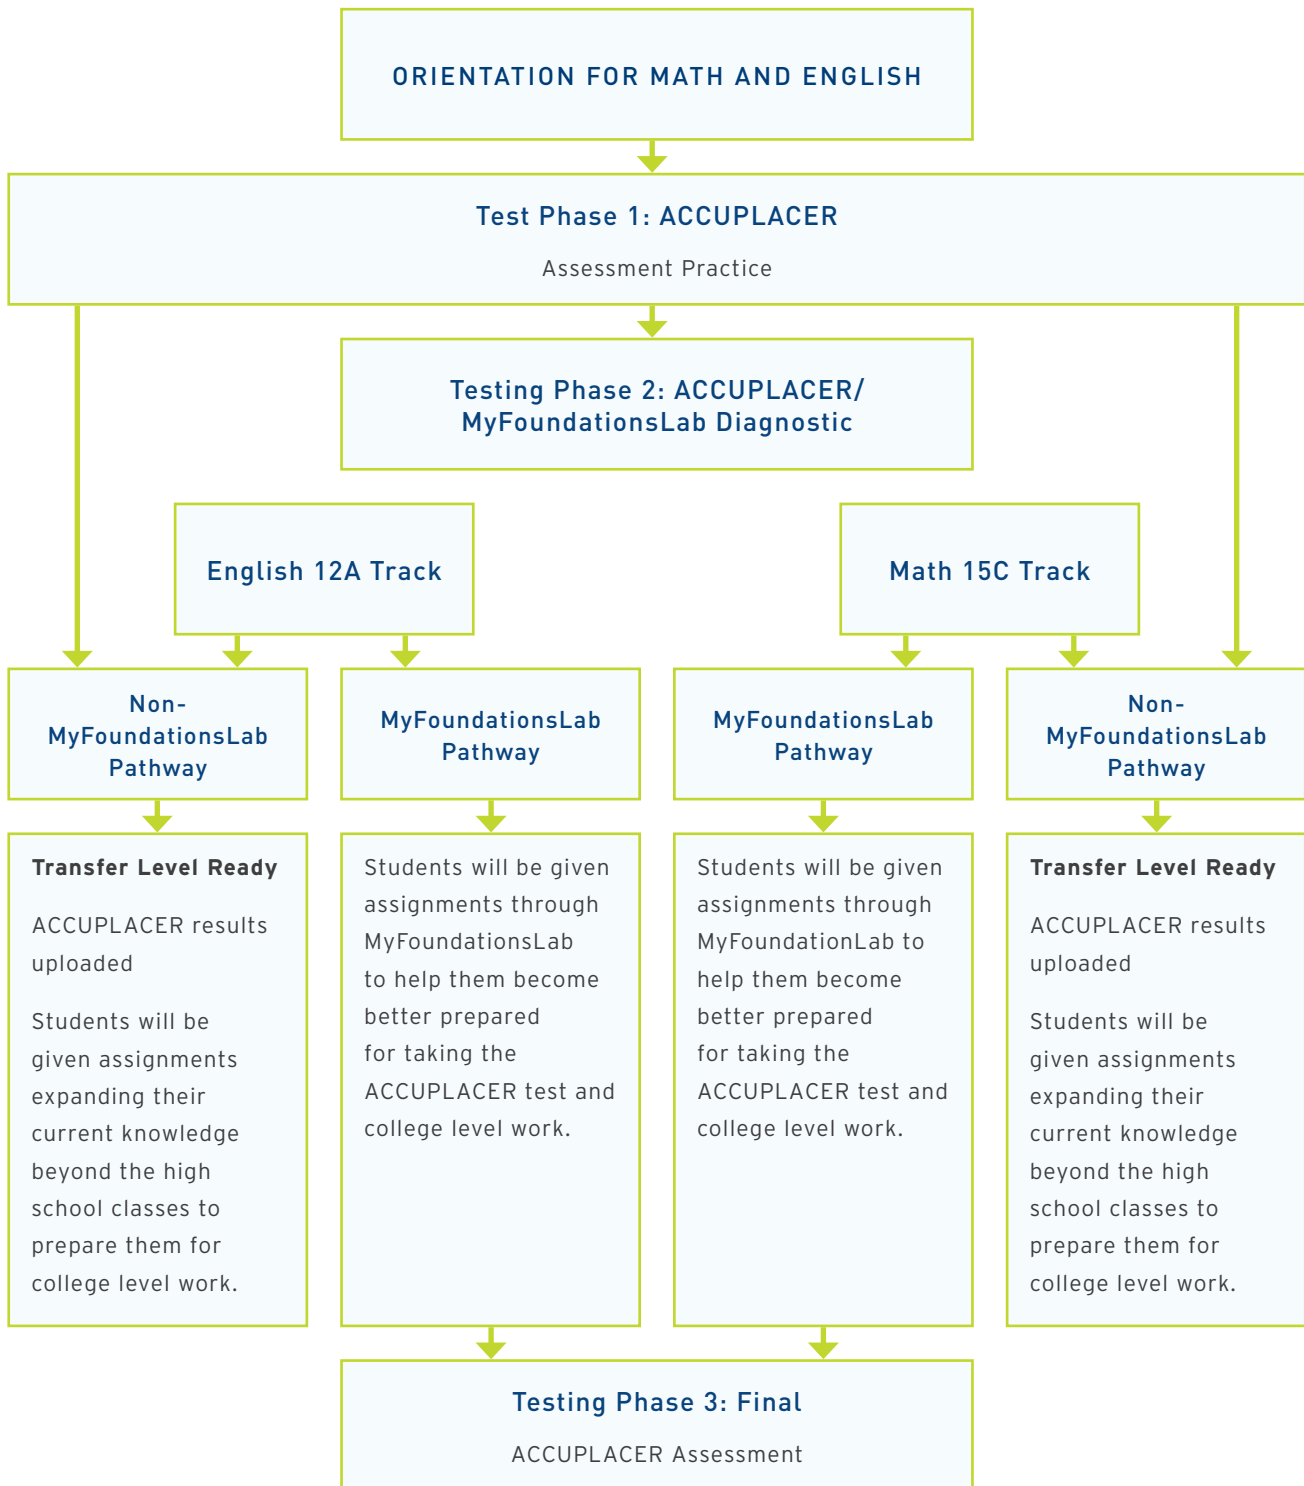 ORIENTATION FOR MATH AND ENGLISH
Test Phase 1: ACCUPLACER
Assessment Practice
Testing Phase 2: ACCUPLACER/
MyFoundationsLab Diagnostic
English 12A Track
Math 15C Track
Non-
MyFoundationsLab
Pathway
MyFoundationsLab
Pathway
MyFoundationsLab
Pathway
Non-
MyFoundationsLab
Pathway
Transfer Level Ready
ACCUPLACER results
uploaded
Students will be
given assignments
expanding their
current knowledge
beyond the high
school classes to
prepare them for
college level work.
Students will be given
assignments through
MyFoundationsLab
to help them become
better prepared
for taking the
ACCUPLACER test and
college level work.
Students will be given
assignments through
MyFoundationLab to
help them become
better prepared
for taking the
ACCUPLACER test and
college level work.
Transfer Level Ready
ACCUPLACER results
uploaded
Students will be
given assignments
expanding their
current knowledge
beyond the high
school classes to
prepare them for
college level work.
Testing Phase 3: Final
ACCUPLACER Assessment